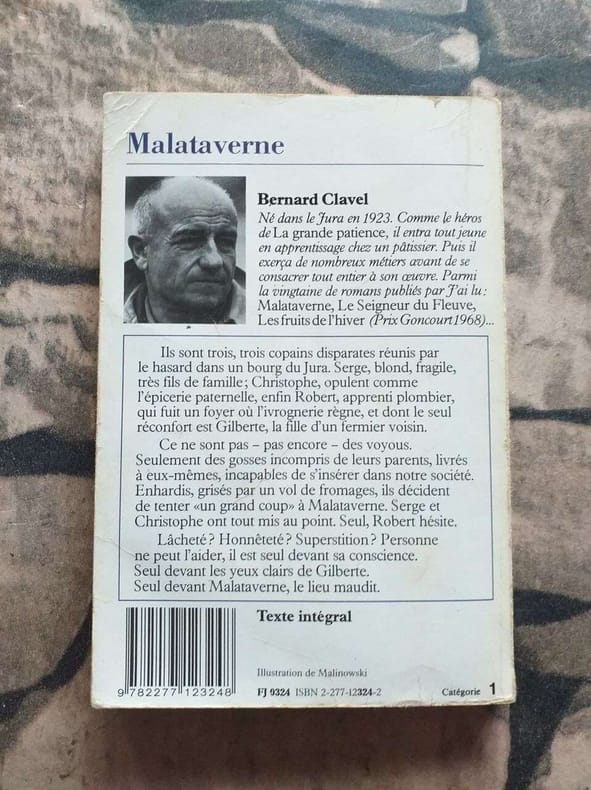 Malataverne
Bernard Clavel
Né dans le Jura en 1923. Comme le héros
de La grande patience, il entra tout jeune
en apprentissage chez un pâtissier. Puis il
exerça de nombreux métiers avant de se
consacrer tout entier à son œuvre. Parmi
la vingtaine de romans publiés par J'ai lu :
Malataverne, Le Seigneur du Fleuve,
Les fruits de l'hiver (Prix Goncourt 1968)...
Ils sont trois, trois copains disparates réunis par
le hasard dans un bourg du Jura. Serge, blond, fragile,
très fils de famille ; Christophe, opulent comme
l'épicerie paternelle, enfin Robert, apprenti plombier,
qui fuit un foyer où l'ivrognerie règne, et dont le seul
réconfort est Gilberte, la fille d'un fermier voisin.
Ce ne sont pas – pas encore – des voyous.
Seulement des gosses incompris de leurs parents, livrés
à eux-mêmes, incapables de s'insérer dans notre société.
Enhardis, grisés par un vol de fromages, ils décident
de tenter «un grand coup» à Malataverne. Serge et
Christophe ont tout mis au point. Seul, Robert hésite.
Lâcheté ? Honnêteté ? Superstition ? Personne
ne peut l'aider, il est seul devant sa conscience.
Seul devant les yeux clairs de Gilberte.
Seul devant Malataverne, le lieu maudit.
Texte intégral
Illustration de Malinowski
9 782277 123248
FJ 9324 ISBN 2-277-12324-2
Catégorie 1